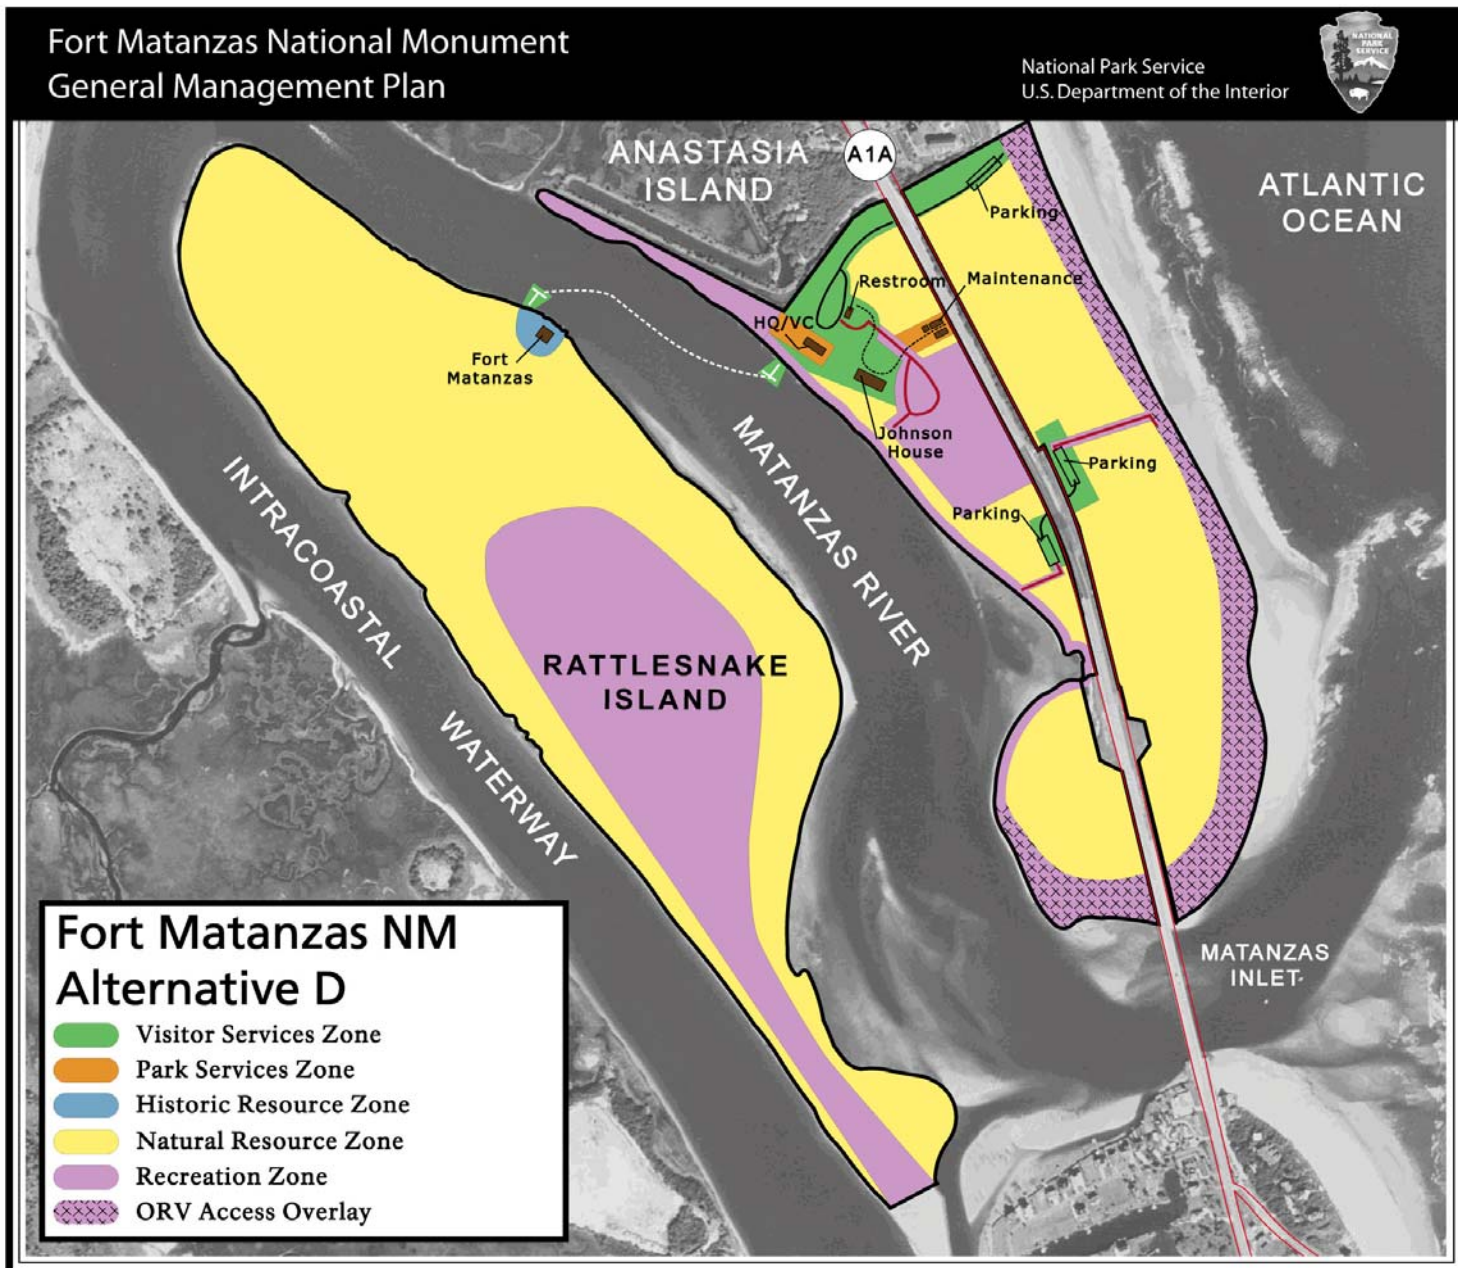 Fort Matanzas National Monument
General Management Plan
National Park Service
U.S. Department of the Interior
NATIONAL
PARK
SERVICE
ANASTASIA
ISLAND
A1A
ATLANTIC
OCEAN
Parking
Restroom
Maintenance
HQ/VC
Fort
Matanzas
Johnson
House
Parking
Parking
MATANZAS RIVER
INTRACOASTAL
WATERWAY
RATTLESNAKE
ISLAND
MATANZAS
INLET
Fort Matanzas NM
Alternative D
Visitor Services Zone
Park Services Zone
Historic Resource Zone
Natural Resource Zone
Recreation Zone
ORV Access Overlay